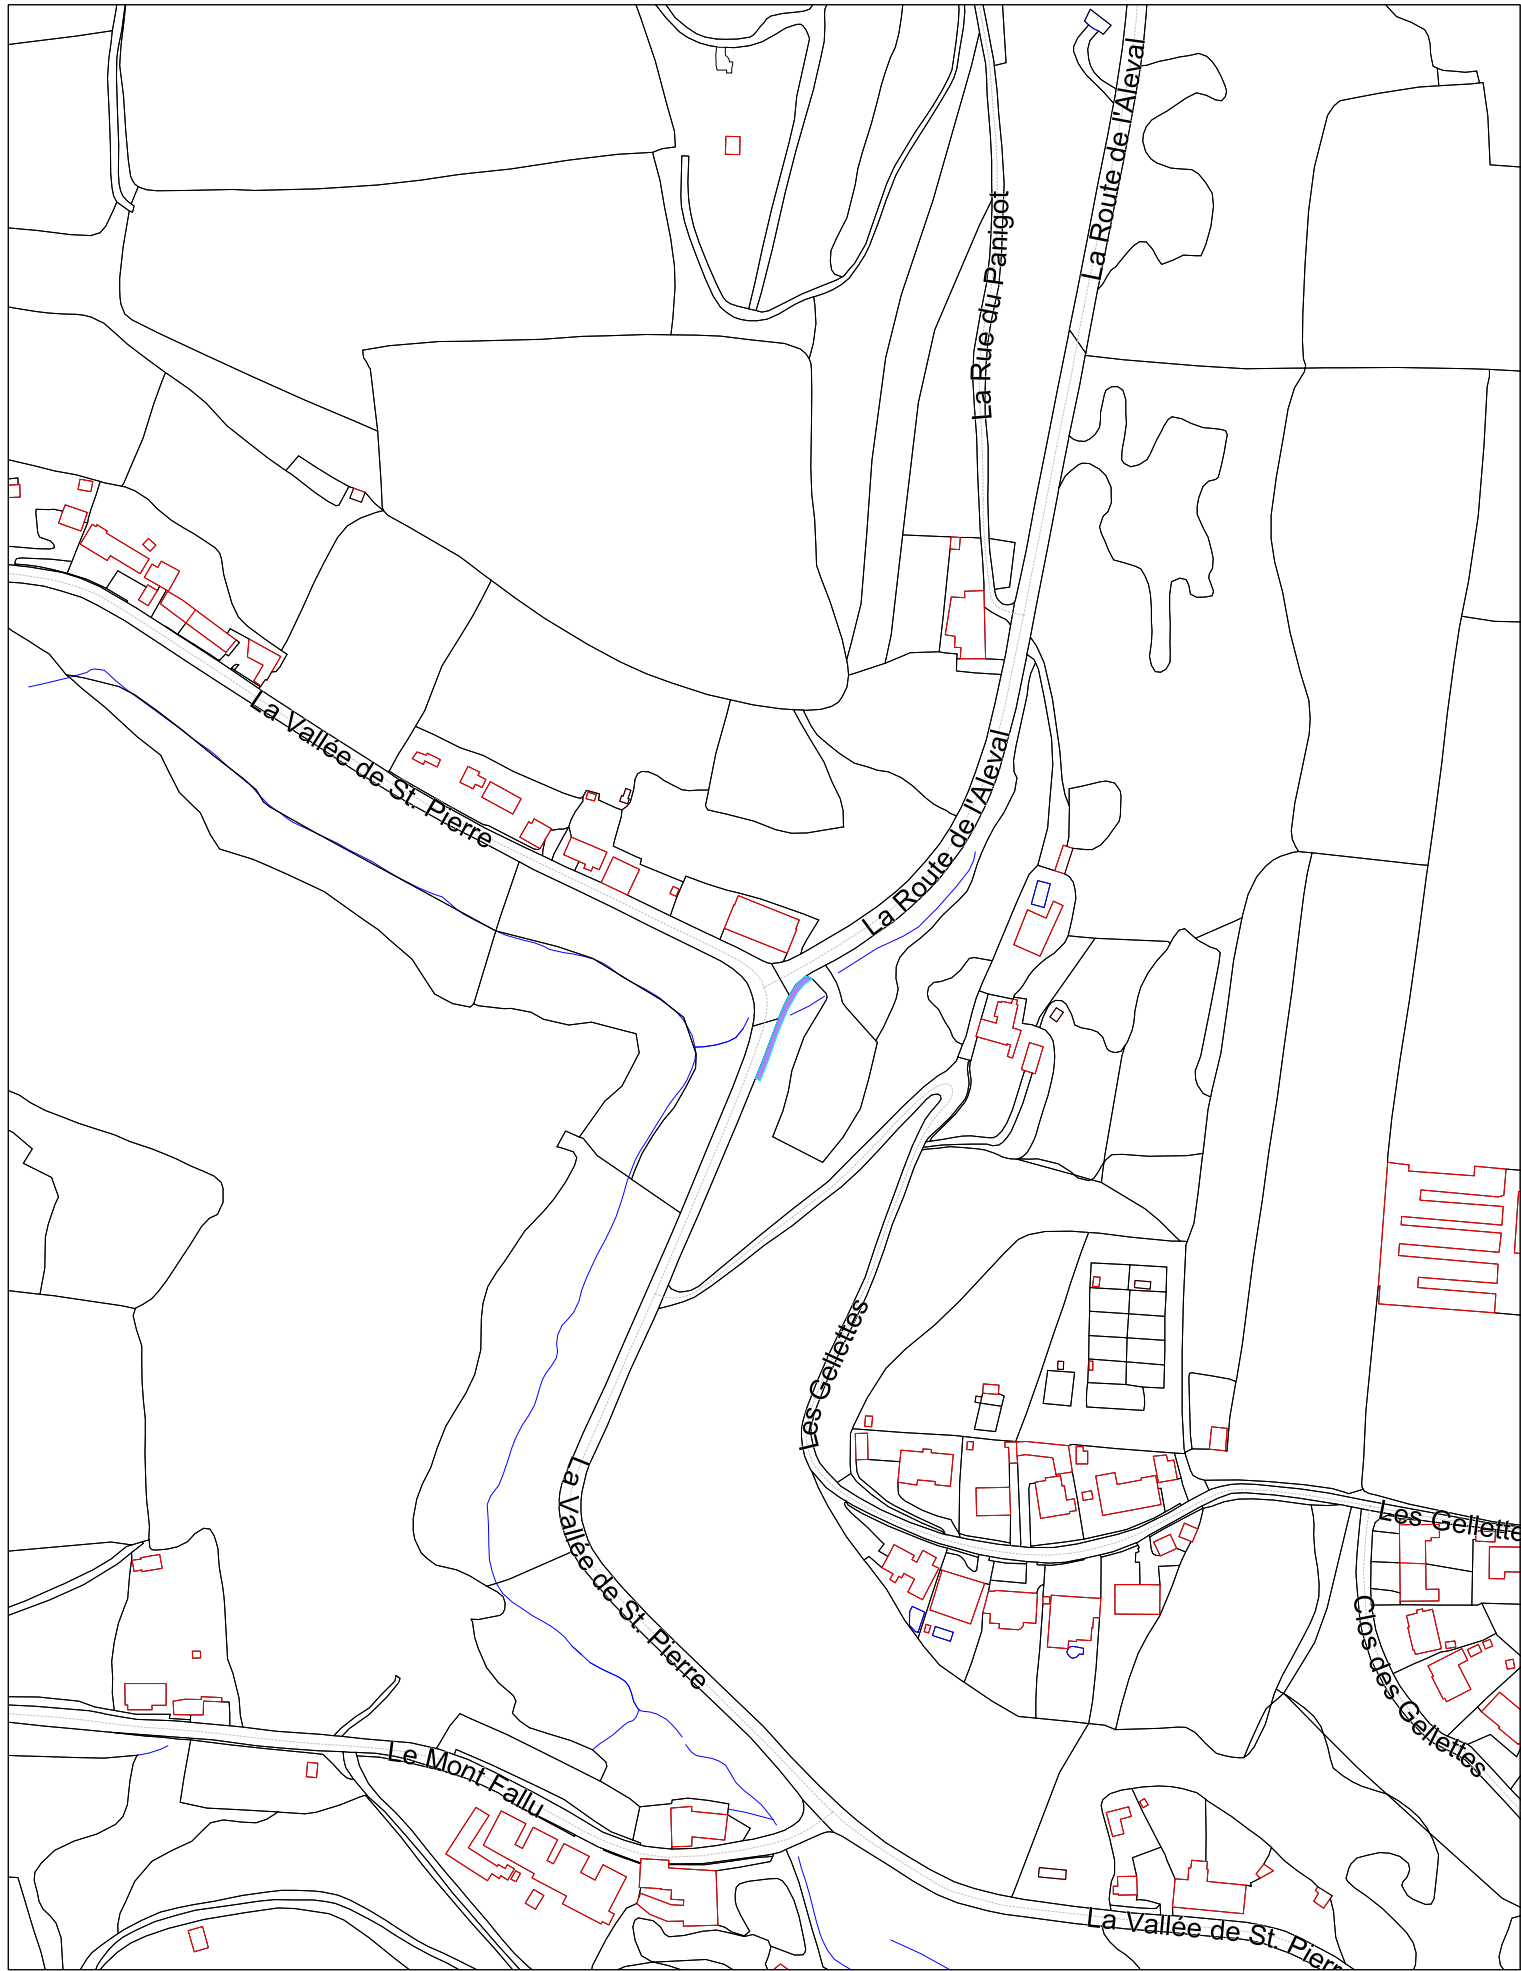 La Route de l'Aleval
La Rue du Panigot
La Vallée de St. Pierre
La Route de l'Aleval
Les Gellettes
La Vallée de St. Pierre
Les Gellette
Clos des Gellettes
Le Mont Fallu
La Vallée de St. Pierr